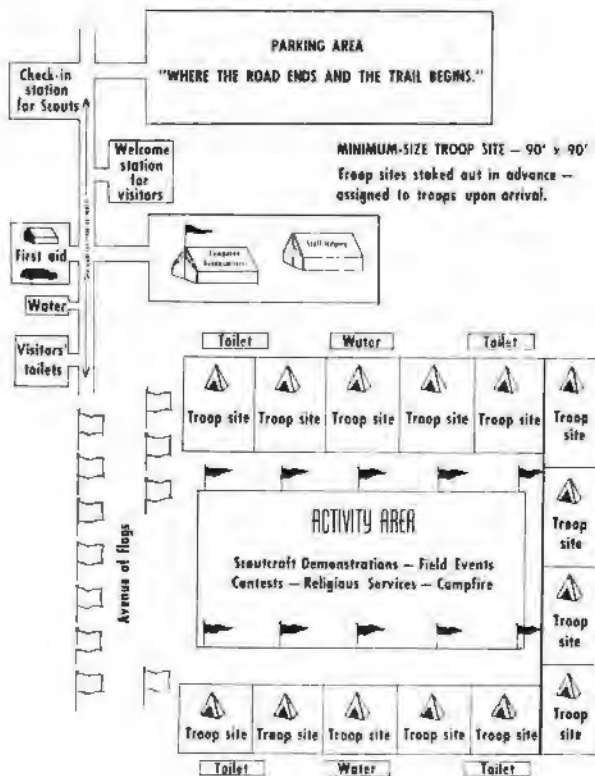 PARKING AREA
"WHERE THE ROAD ENDS AND THE TRAIL BEGINS."
Check-in
station
for Scouts
Welcome
station
for
visitors
MINIMUM-SIZE TROOP SITE — 90' x 90'
Troop sites staked out in advance —
assigned to troops upon arrival.
First aid
Camporee
Headquarters
Water
Visitors'
toilets
Toilet
Water
Toilet
Troop site
Troop site
Troop site
Troop site
Troop site
Troop
site
Troop
site
Troop
site
Troop
site
Avenue of flags
ACTIVITY AREA
Scoutcraft Demonstrations — Field Events
Contests — Religious Services — Campfire
Troop site
Troop site
Troop site
Troop site
Troop site
Toilet
Water
Toilet